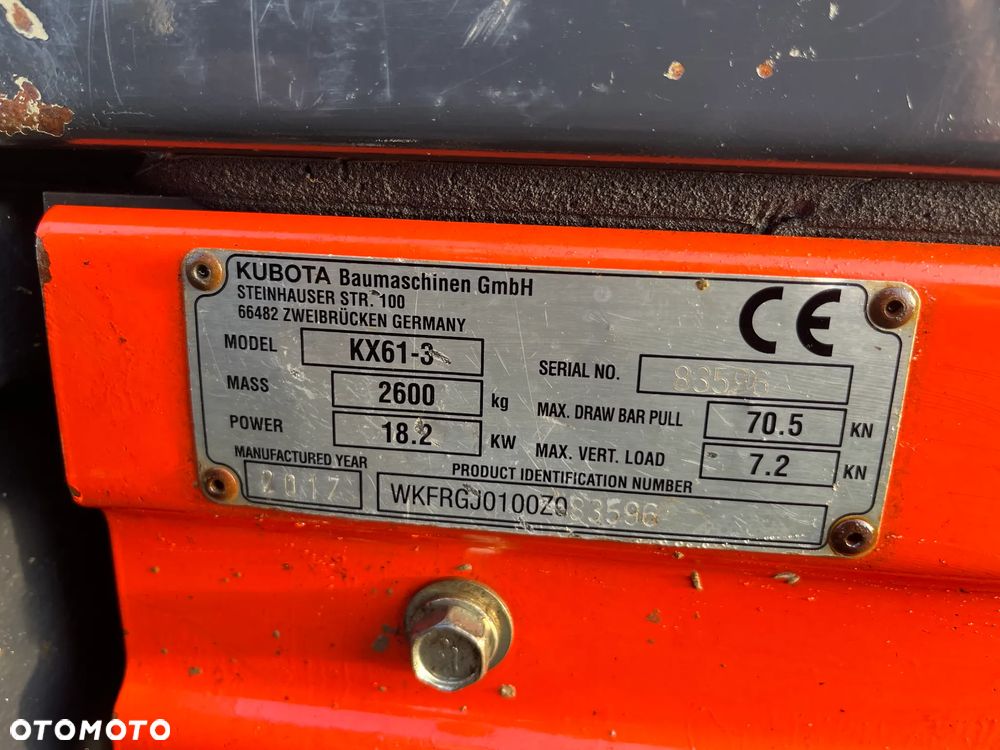 KUBOTA Baumaschinen GmbH
STEINHAUSER STR. 100
66482 ZWEIBRÜCKEN GERMANY
CE
MODEL KX61-3
MASS 2600 kg
POWER 18.2 KW
SERIAL NO. 83596
MAX. DRAW BAR PULL 70.5 KN
MAX. VERT. LOAD 7.2 KN
MANUFACTURED YEAR
2017
PRODUCT IDENTIFICATION NUMBER
WKFRGJ0100Z083596
OTOMOTO